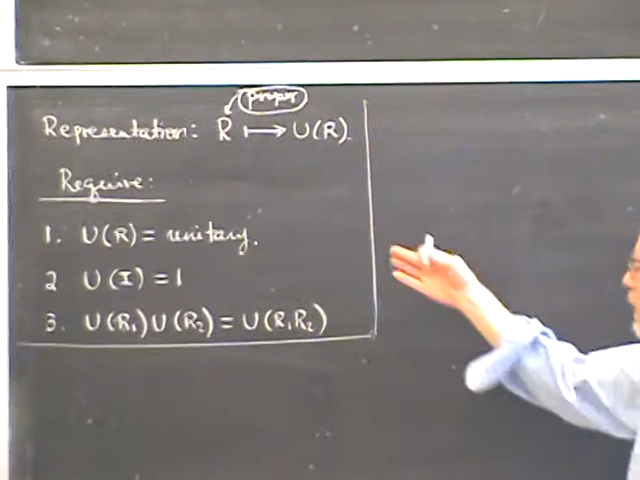 proper
Representation: R ↦ U(R).
Require:
1. U(R) = unitary.
2 U(I) = 1
3. U(R₁)U(R₂) = U(R₁R₂)